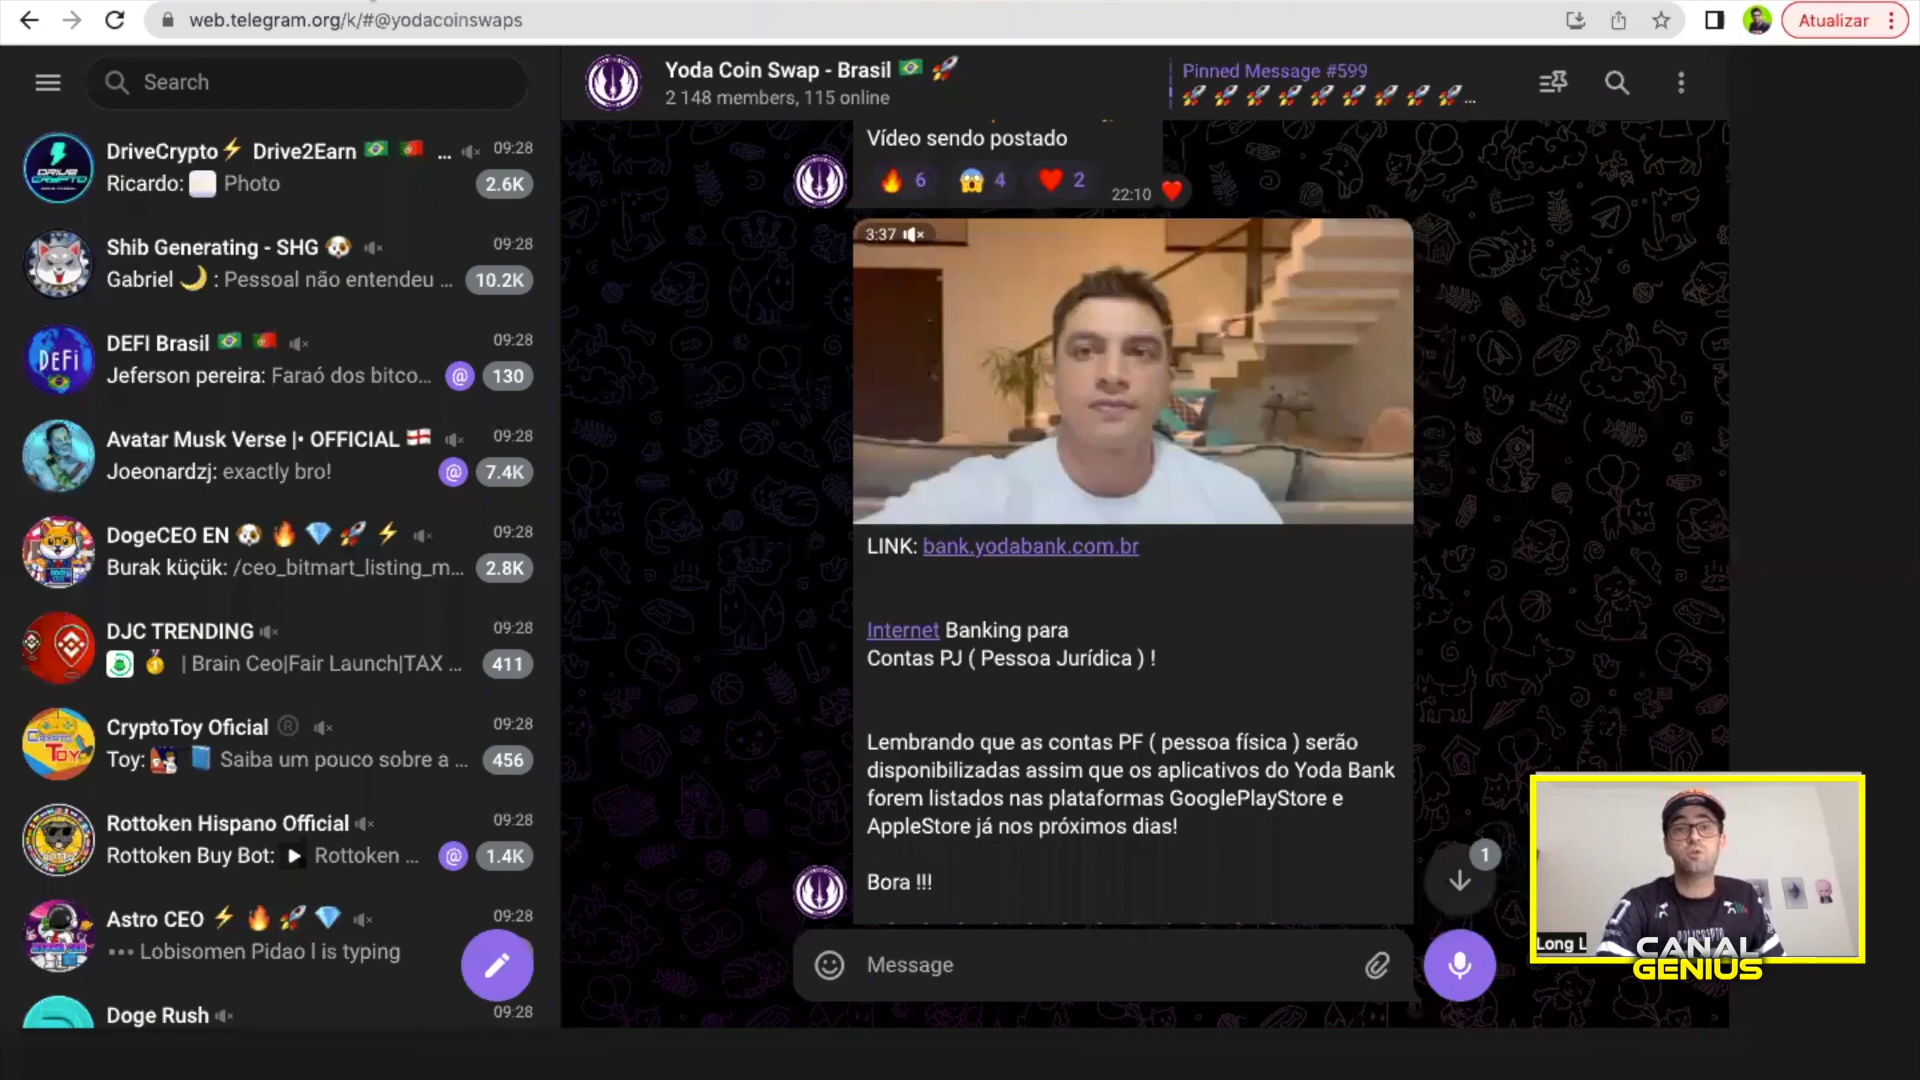 web.telegram.org/k/#@yodacoinswaps
Atualizar
Search
DriveCrypto⚡ Drive2Earn 🇧🇷 🇵🇹 ... 09:28
Ricardo: Photo 2.6K
Shib Generating - SHG 🐶 09:28
Gabriel 🌙 : Pessoal não entendeu ... 10.2K
DEFI Brasil 🇧🇷 🇵🇹 09:28
Jeferson pereira: Faraó dos bitco... @ 130
Avatar Musk Verse |• OFFICIAL 09:28
Joeonardzj: exactly bro! @ 7.4K
DogeCEO EN 🐶 🔥 💎 🚀 ⚡ 09:28
Burak küçük: /ceo_bitmart_listing_m... 2.8K
DJC TRENDING 09:28
🥇 | Brain Ceo|Fair Launch|TAX ... 411
CryptoToy Oficial ® 09:28
Toy: 📘 Saiba um pouco sobre a ... 456
Rottoken Hispano Official 09:28
Rottoken Buy Bot: Rottoken ... @ 1.4K
Astro CEO ⚡ 🔥 🚀 💎 09:28
Lobisomen Pidao l is typing
Doge Rush 09:28
DRIVE
CRYPTO
DEFi
CRYPTO
TOY
Yoda Coin Swap - Brasil 🇧🇷 🚀
2 148 members, 115 online
Pinned Message #599
🚀 🚀 🚀 🚀 🚀 🚀 🚀 🚀 🚀...
Vídeo sendo postado
🔥 6 😱 4 ❤️ 2 22:10 ❤️
3:37
LINK: bank.yodabank.com.br
Internet Banking para
Contas PJ ( Pessoa Jurídica ) !
Lembrando que as contas PF ( pessoa física ) serão
disponibilizadas assim que os aplicativos do Yoda Bank
forem listados nas plataformas GooglePlayStore e
AppleStore já nos próximos dias!
Bora !!!
1
Message
Long L
CANAL
GENIUS